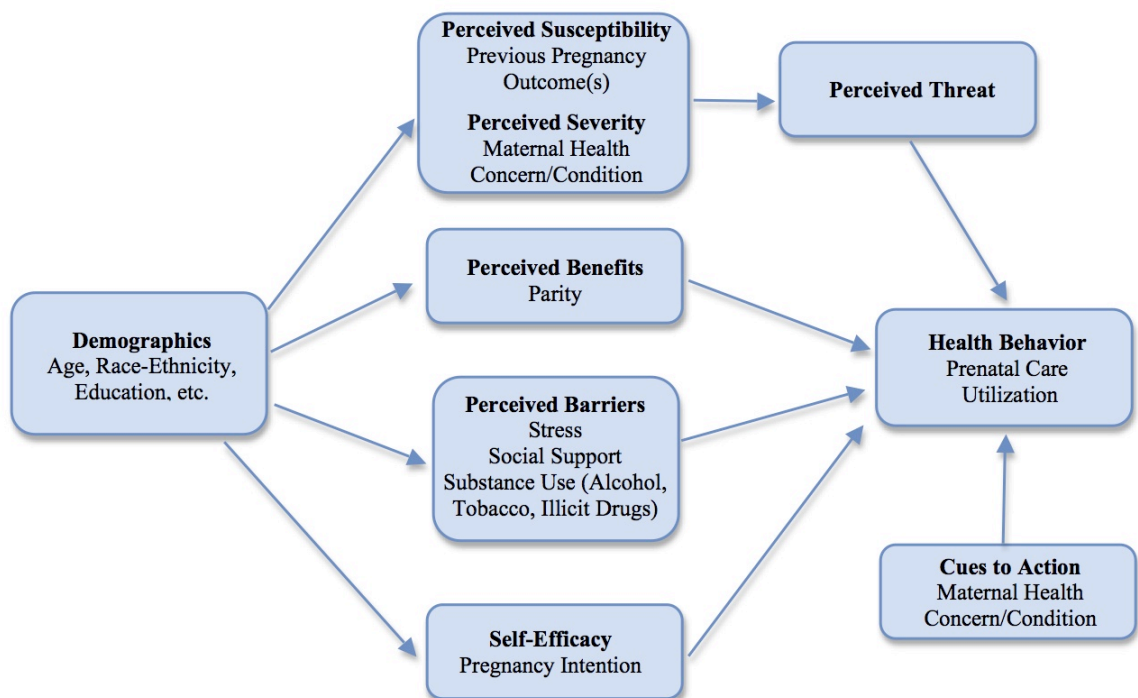 Perceived Susceptibility
Previous Pregnancy
Outcome(s)
Perceived Severity
Maternal Health
Concern/Condition
Perceived Threat
Perceived Benefits
Parity
Demographics
Age, Race-Ethnicity,
Education, etc.
Health Behavior
Prenatal Care
Utilization
Perceived Barriers
Stress
Social Support
Substance Use (Alcohol,
Tobacco, Illicit Drugs)
Cues to Action
Maternal Health
Concern/Condition
Self-Efficacy
Pregnancy Intention